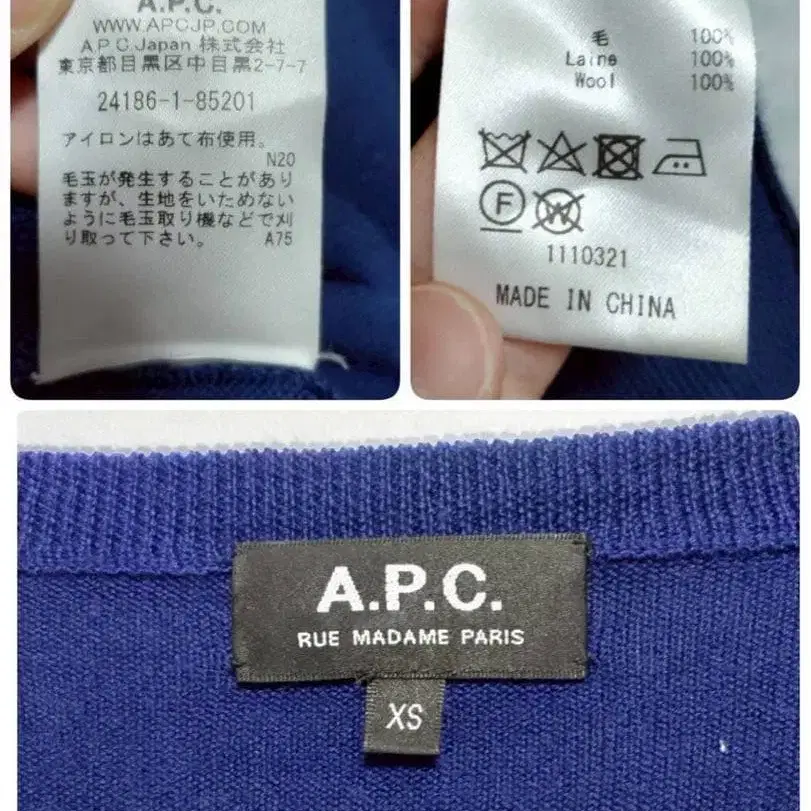 A.P.C.
WWW.APCJP.COM
A.P.C.Japan 株式会社
東京都目黒区中目黒2-7-7
24186-1-85201
アイロンはあて布使用。
N20
毛玉が発生することがあり
ますが、生地をいためない
ように毛玉取り機などで刈
り取って下さい。 A75
毛 100%
Laine 100%
Wool 100%
F W
1110321
MADE IN CHINA
A.P.C.
RUE MADAME PARIS
XS